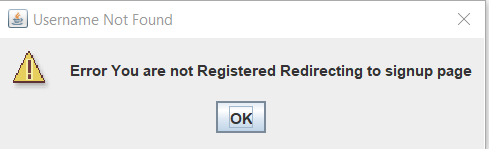 Username Not Found
Error You are not Registered Redirecting to signup page
OK